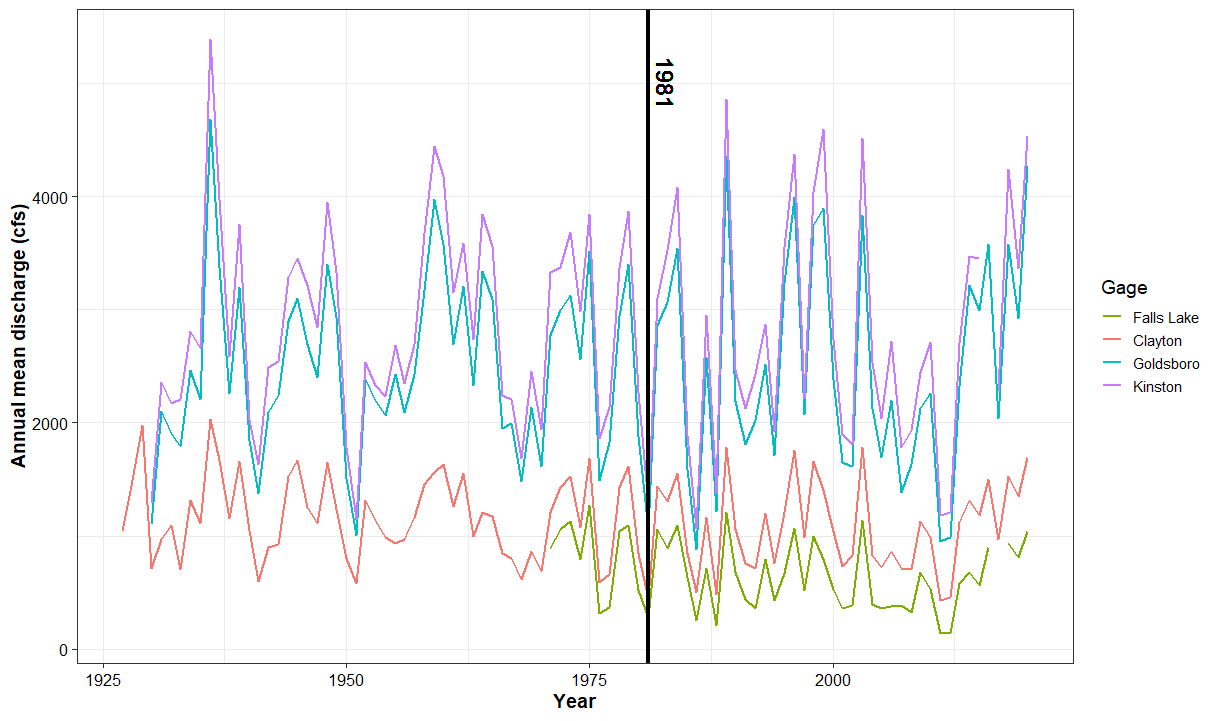 1981
Annual mean discharge (cfs)
4000
2000
0
1925
1950
1975
2000
Year
Gage
Falls Lake
Clayton
Goldsboro
Kinston